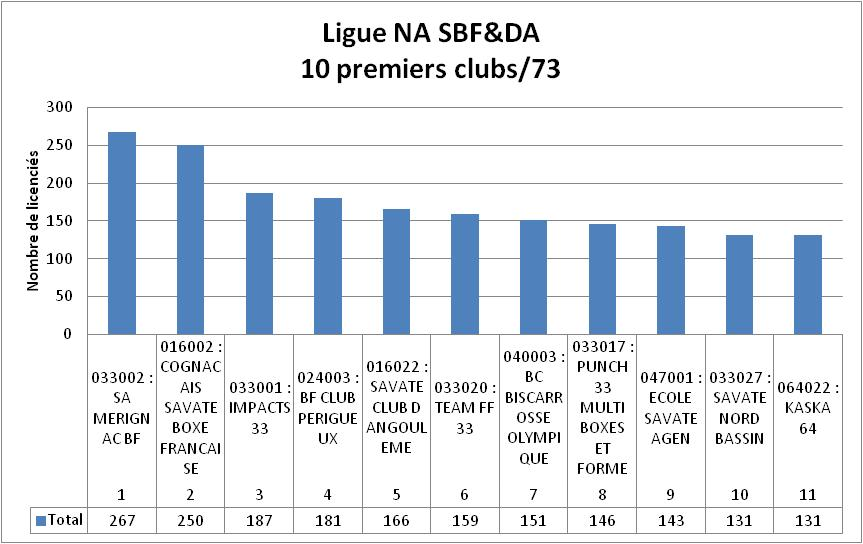 Ligue NA SBF&DA
10 premiers clubs/73
Nombre de licenciés
300
250
200
150
100
50
0
033002 :
SA
MERIGN
AC BF
016002 :
COGNAC
AIS
SAVATE
BOXE
FRANCAI
SE
033001 :
IMPACTS
33
024003 :
BF CLUB
PERIGUE
UX
016022 :
SAVATE
CLUB D
ANGOUL
EME
033020 :
TEAM FF
33
040003 :
BC
BISCARR
OSSE
OLYMPI
QUE
033017 :
PUNCH
33
MULTI
BOXES
ET
FORME
047001 :
ECOLE
SAVATE
AGEN
033027 :
SAVATE
NORD
BASSIN
064022 :
KASKA
64
1 2 3 4 5 6 7 8 9 10 11
Total 267 250 187 181 166 159 151 146 143 131 131